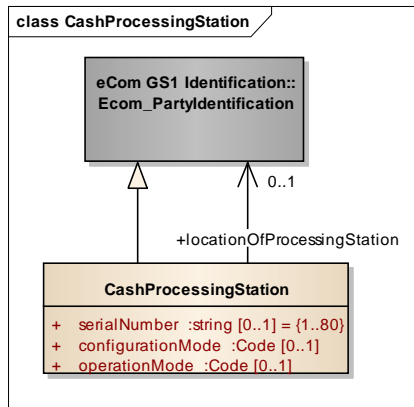 class CashProcessingStation
eCom GS1 Identification::
Ecom_PartyIdentification
0..1
+locationOfProcessingStation
CashProcessingStation
+ serialNumber :string [0..1] = {1..80}
+ configurationMode :Code [0..1]
+ operationMode :Code [0..1]